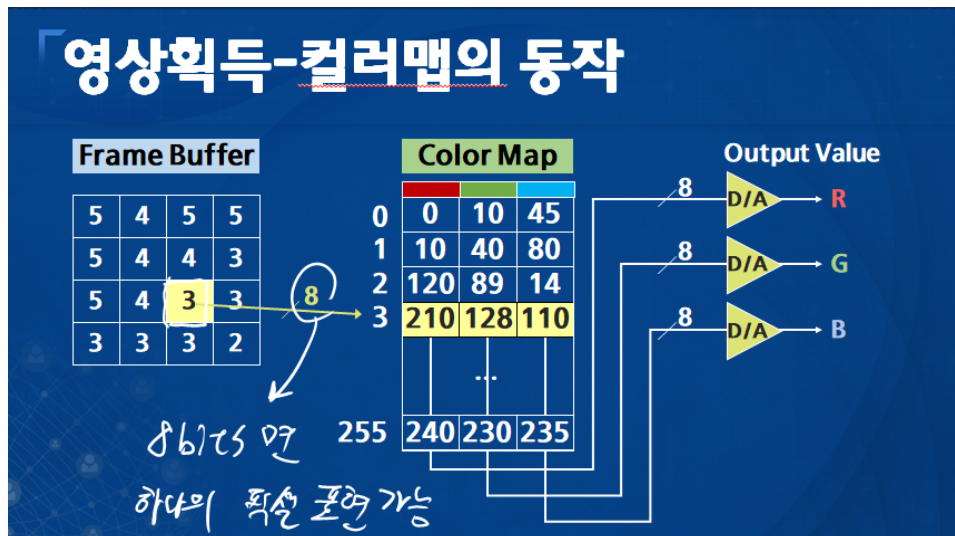 영상획득-컬러맵의 동작
Frame Buffer
5 4 5 5
5 4 4 3
5 4 3 3
3 3 3 2
8
8bits 면
하나의 픽셀 표현 가능
Color Map
0 0 10 45
1 10 40 80
2 120 89 14
3 210 128 110
...
255 240 230 235
Output Value
8 D/A R
8 D/A G
8 D/A B